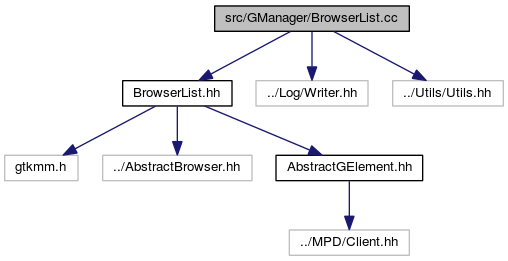 src/GManager/BrowserList.cc
BrowserList.hh
../Log/Writer.hh
../Utils/Utils.hh
gtkmm.h
../AbstractBrowser.hh
AbstractGElement.hh
../MPD/Client.hh